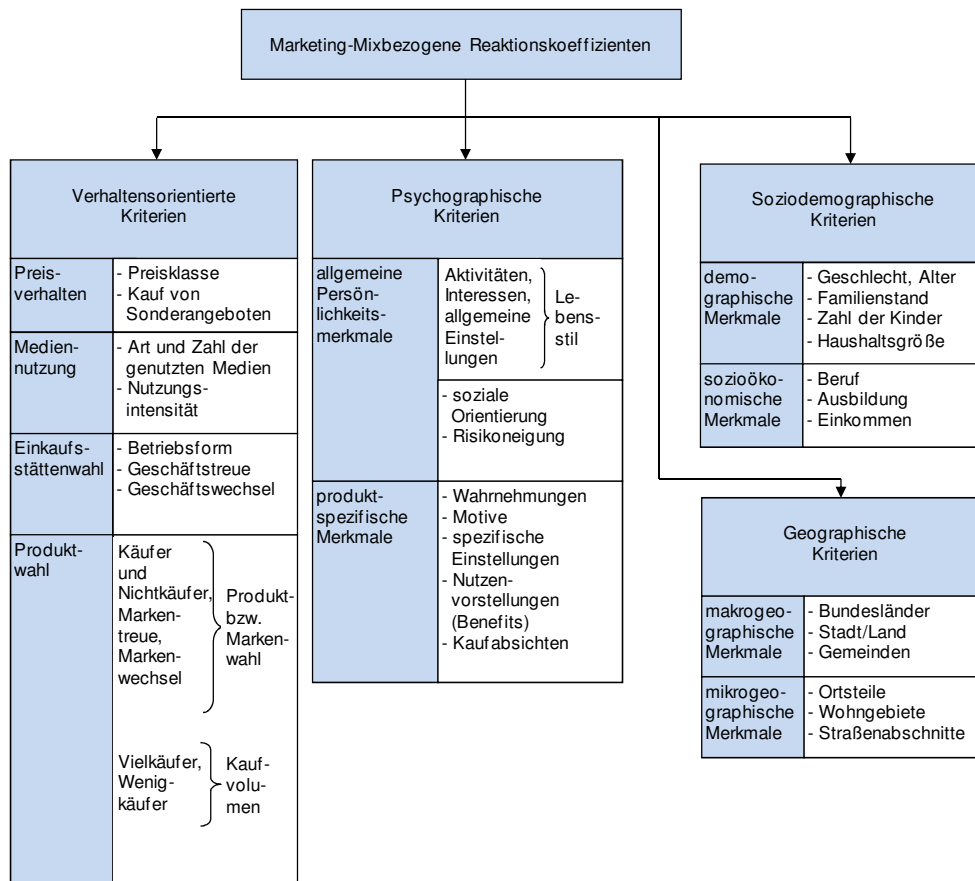 Marketing-Mixbezogene Reaktionskoeffizienten
Verhaltensorientierte
Kriterien
Preis-
verhalten
- Preisklasse
- Kauf von
Sonderangeboten
Medien-
nutzung
- Art und Zahl der
genutzten Medien
- Nutzungs-
intensität
Einkaufs-
stättenwahl
- Betriebsform
- Geschäftstreue
- Geschäftswechsel
Produkt-
wahl
Käufer
und
Nichtkäufer,
Marken-
treue,
Marken-
wechsel
Produkt-
bzw.
Marken-
wahl
Vielkäufer,
Wenig-
käufer
Kauf-
volu-
men
Psychographische
Kriterien
allgemeine
Persön-
lichkeits-
merkmale
Aktivitäten,
Interessen,
allgemeine
Einstel-
lungen
Le-
bens-
stil
- soziale
Orientierung
- Risikoneigung
produkt-
spezifische
Merkmale
- Wahrnehmungen
- Motive
- spezifische
Einstellungen
- Nutzen-
vorstellungen
(Benefits)
- Kaufabsichten
Soziodemographische
Kriterien
demo-
graphische
Merkmale
- Geschlecht, Alter
- Familienstand
- Zahl der Kinder
- Haushaltsgröße
sozioöko-
nomische
Merkmale
- Beruf
- Ausbildung
- Einkommen
Geographische
Kriterien
makrogeo-
graphische
Merkmale
- Bundesländer
- Stadt/Land
- Gemeinden
mikrogeo-
graphische
Merkmale
- Ortsteile
- Wohngebiete
- Straßenabschnitte